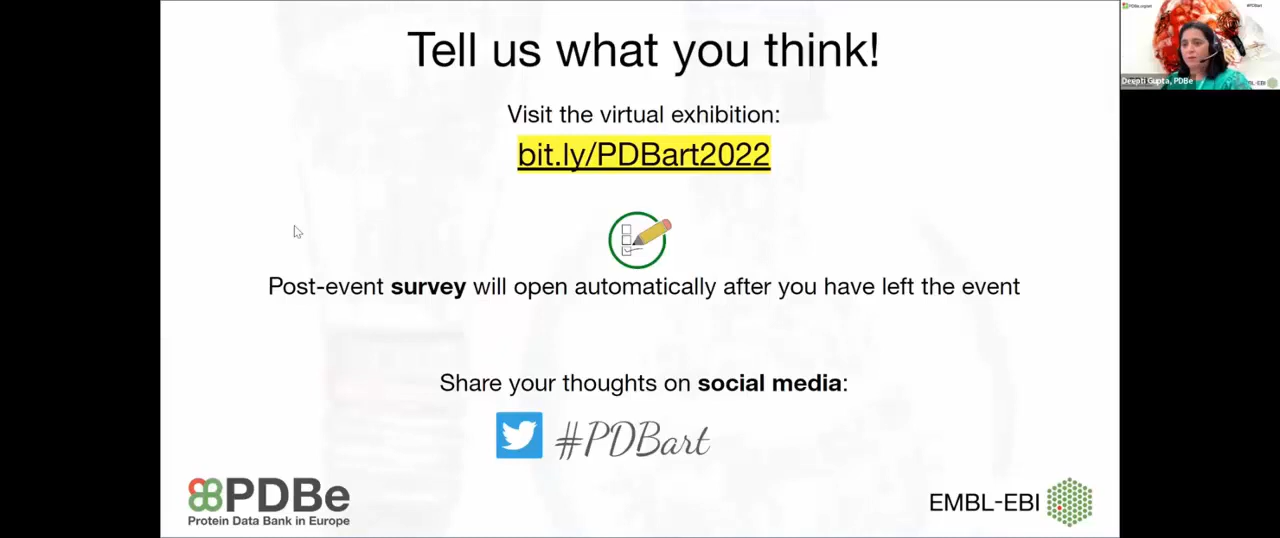 Tell us what you think!
Visit the virtual exhibition:
bit.ly/PDBart2022
Post-event survey will open automatically after you have left the event
Share your thoughts on social media:
#PDBart
PDBe
Protein Data Bank in Europe
EMBL-EBI
#PDBart
Deepti Gupta, PDBe